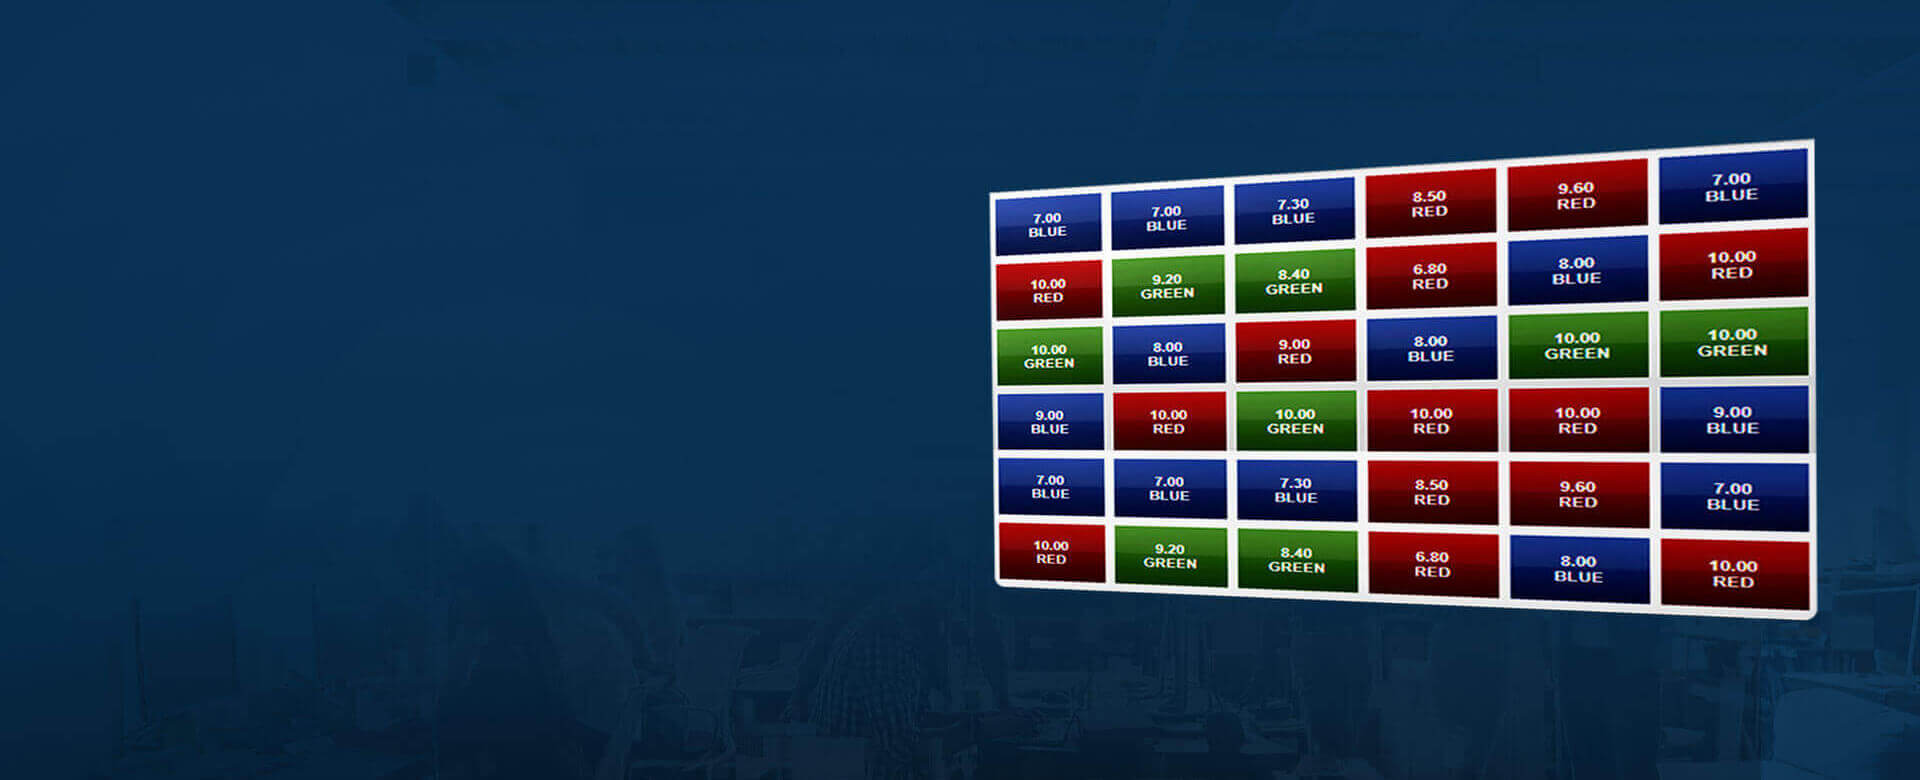 7.00 7.00 7.30 8.50 9.60 7.00
BLUE BLUE BLUE RED RED BLUE
10.00 9.20 8.40 6.80 8.00 10.00
RED GREEN GREEN RED BLUE RED
10.00 8.00 9.00 8.00 10.00 10.00
GREEN BLUE RED BLUE GREEN GREEN
9.00 10.00 10.00 10.00 10.00 9.00
BLUE RED GREEN RED RED BLUE
7.00 7.00 7.30 8.50 9.60 7.00
BLUE BLUE BLUE RED RED BLUE
10.00 9.20 8.40 6.80 8.00 10.00
RED GREEN GREEN RED BLUE RED